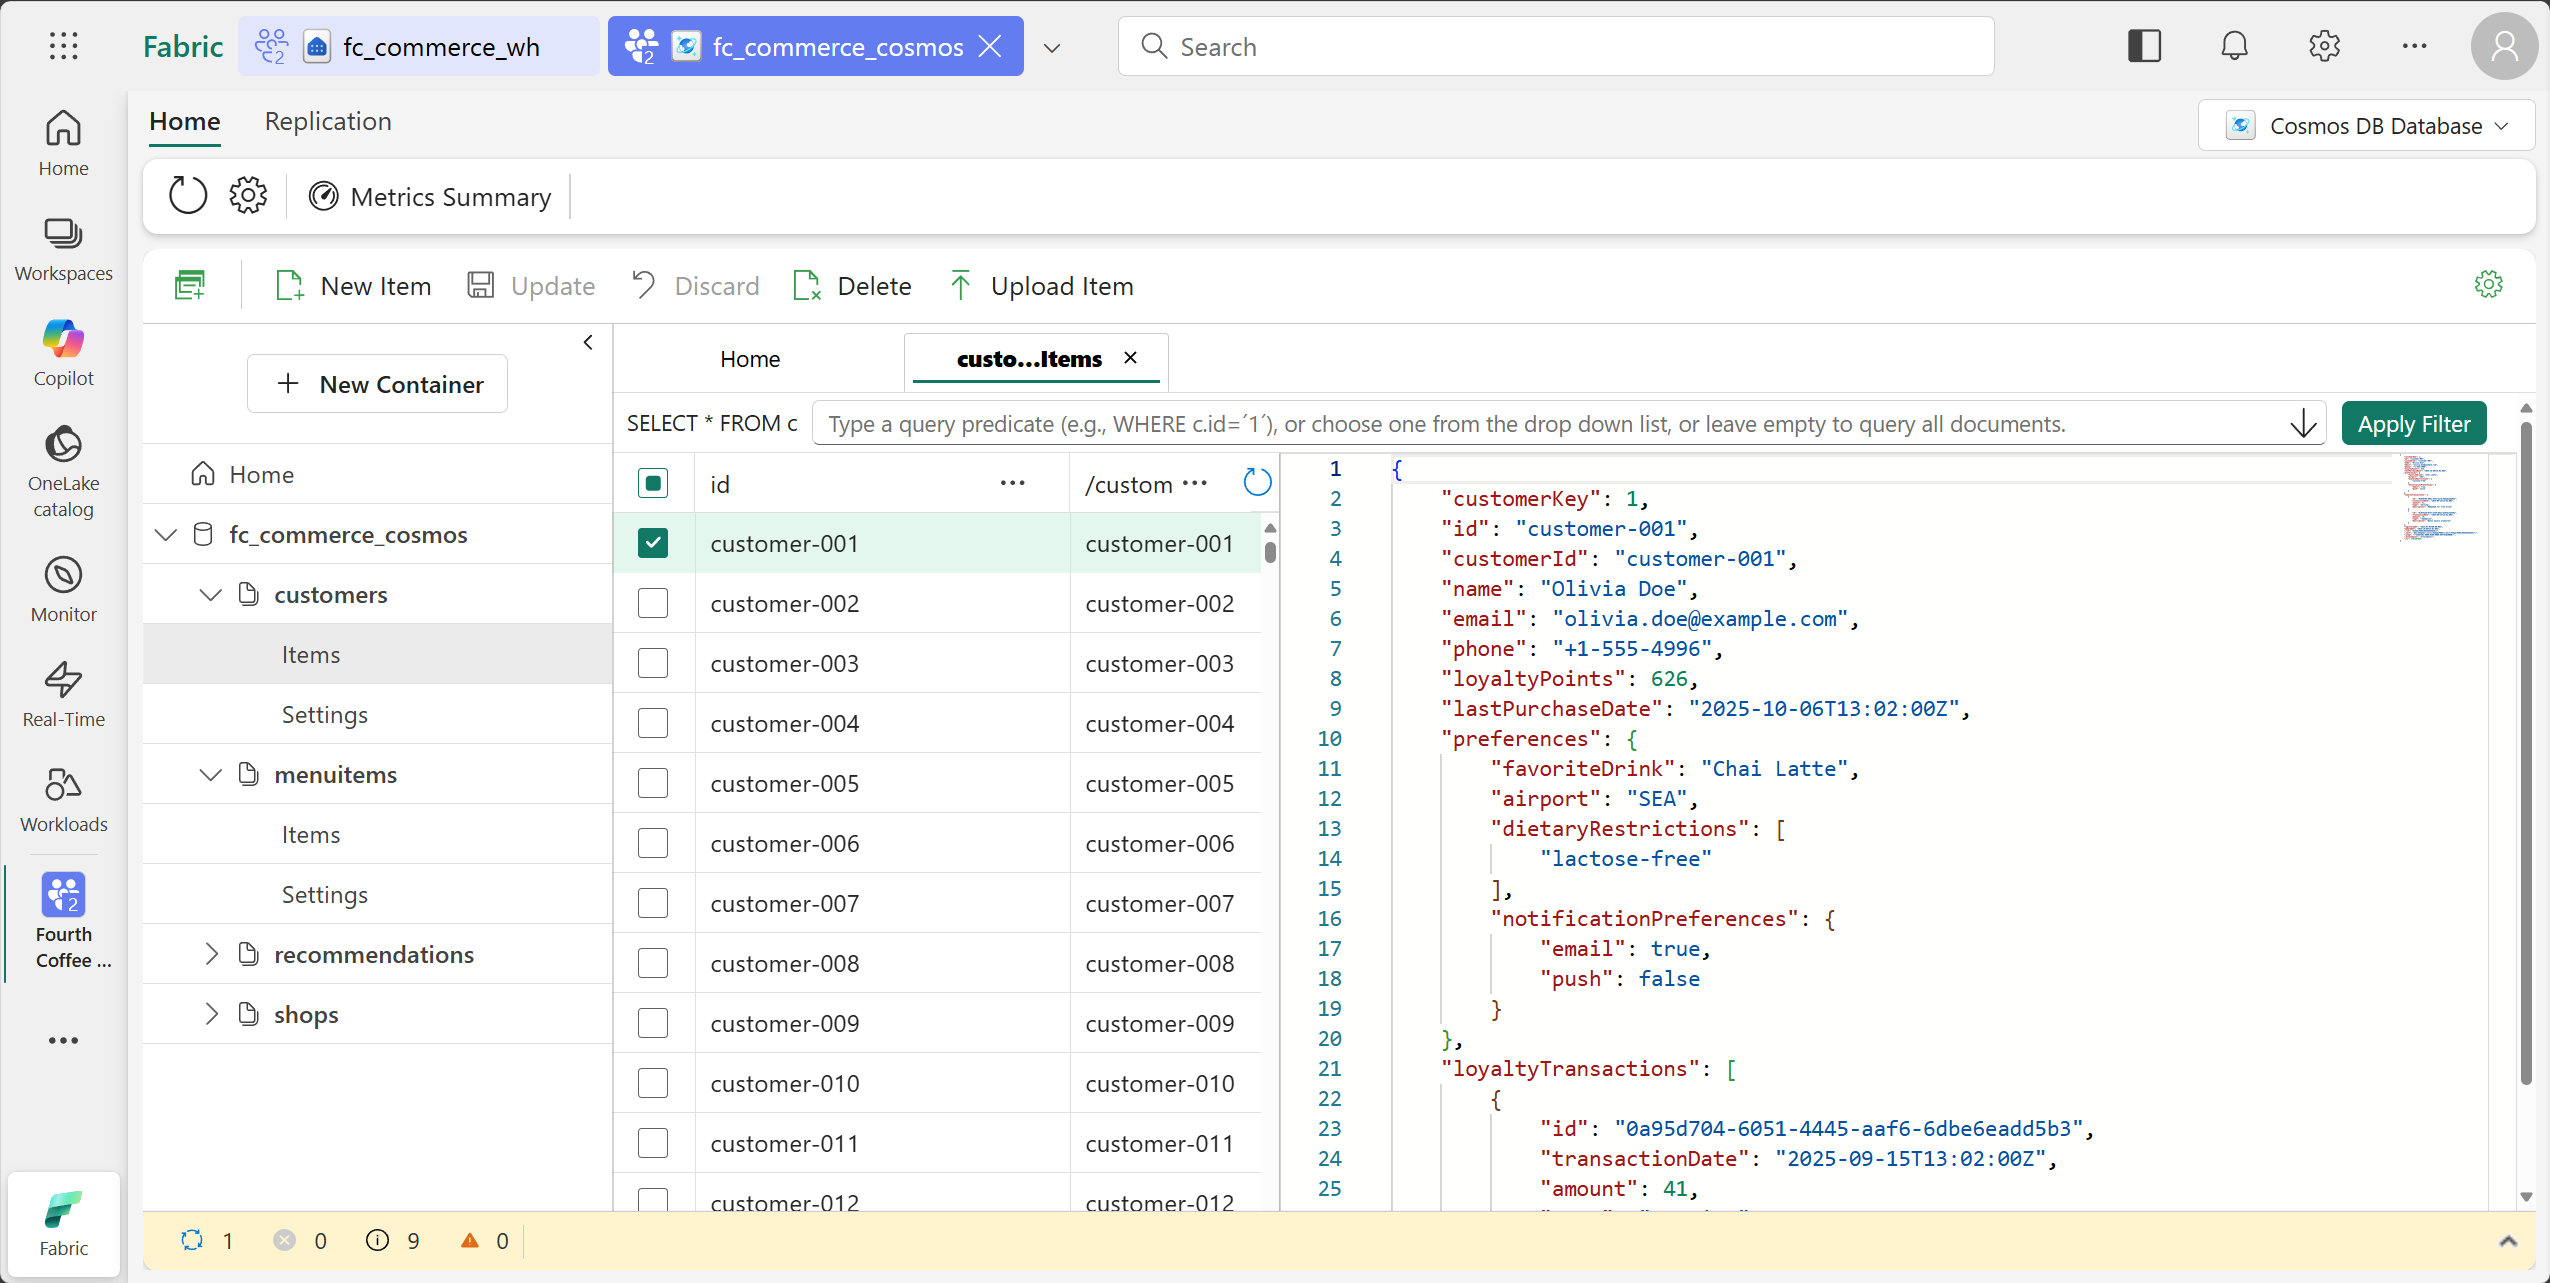 Fabric
2
fc_commerce_wh
2
fc_commerce_cosmos
Search
Home
Workspaces
Copilot
OneLake
catalog
Monitor
Real-Time
Workloads
2
Fourth
Coffee ...
Fabric
Home
Replication
Cosmos DB Database
Metrics Summary
New Item
Update
Discard
Delete
Upload Item
New Container
Home
fc_commerce_cosmos
customers
Items
Settings
menuitems
Items
Settings
recommendations
shops
Home
custo...Items
SELECT * FROM c
Type a query predicate (e.g., WHERE c.id=´1´), or choose one from the drop down list, or leave empty to query all documents.
Apply Filter
id
/custom
customer-001 customer-001
customer-002 customer-002
customer-003 customer-003
customer-004 customer-004
customer-005 customer-005
customer-006 customer-006
customer-007 customer-007
customer-008 customer-008
customer-009 customer-009
customer-010 customer-010
customer-011 customer-011
customer-012 customer-012
1 {
2 "customerKey": 1,
3 "id": "customer-001",
4 "customerId": "customer-001",
5 "name": "Olivia Doe",
6 "email": "olivia.doe@example.com",
7 "phone": "+1-555-4996",
8 "loyaltyPoints": 626,
9 "lastPurchaseDate": "2025-10-06T13:02:00Z",
10 "preferences": {
11 "favoriteDrink": "Chai Latte",
12 "airport": "SEA",
13 "dietaryRestrictions": [
14 "lactose-free"
15 ],
16 "notificationPreferences": {
17 "email": true,
18 "push": false
19 }
20 },
21 "loyaltyTransactions": [
22 {
23 "id": "0a95d704-6051-4445-aaf6-6dbe6eadd5b3",
24 "transactionDate": "2025-09-15T13:02:00Z",
25 "amount": 41,
1 0 9 0